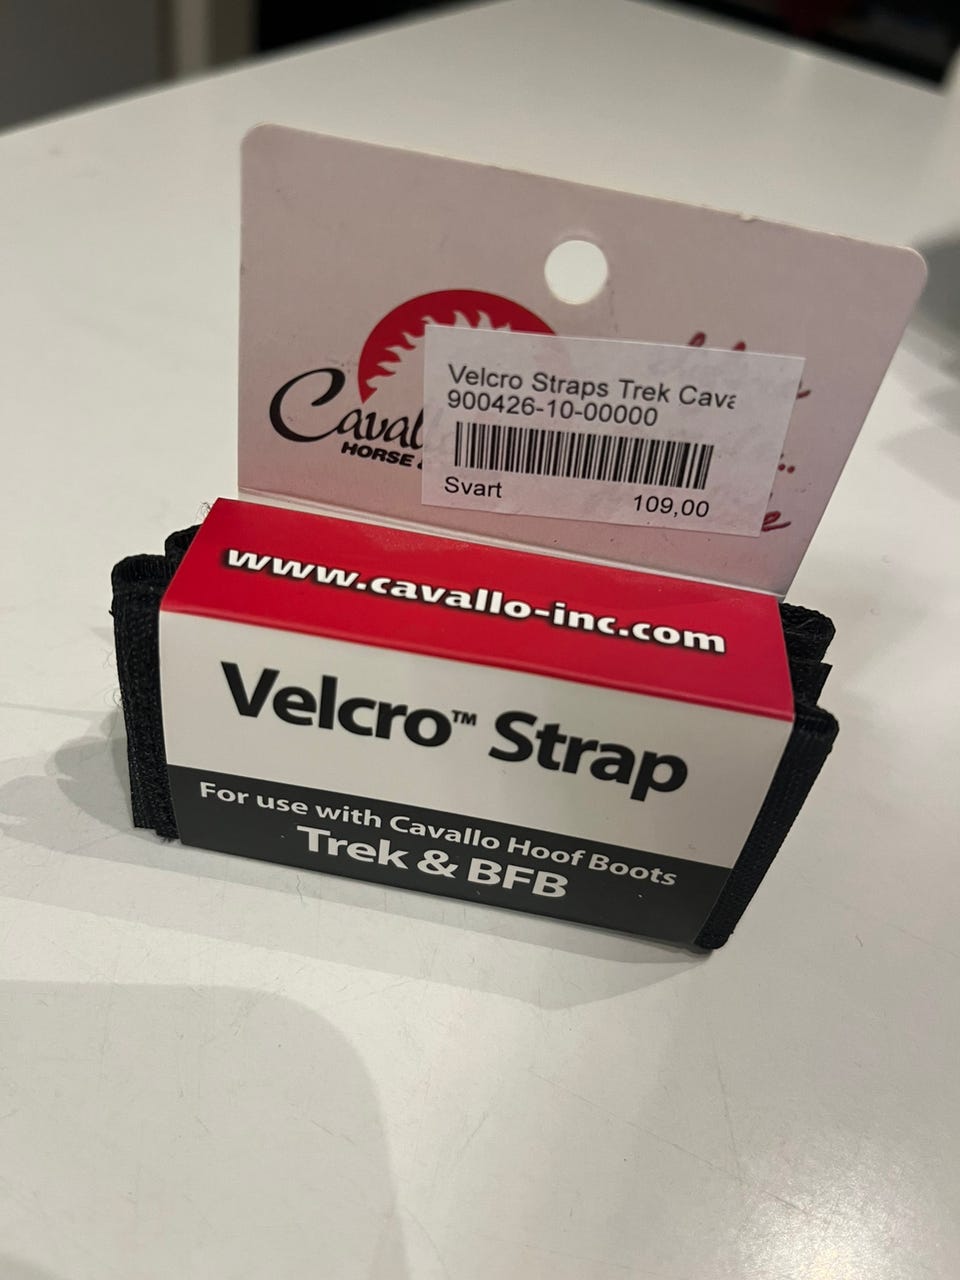 Caval
HORSE
Velcro Straps Trek Cava
900426-10-00000
Svart 109,00
www.cavallo-inc.com
Velcro™ Strap
For use with Cavallo Hoof Boots
Trek & BFB